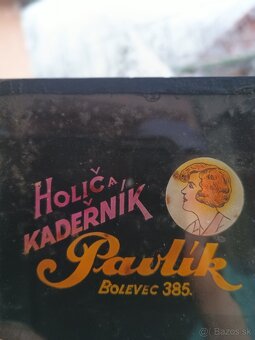 HOLIČ A
KADEŘNÍK
Pavlík
BOLEVEC 385.
© Bazos.sk